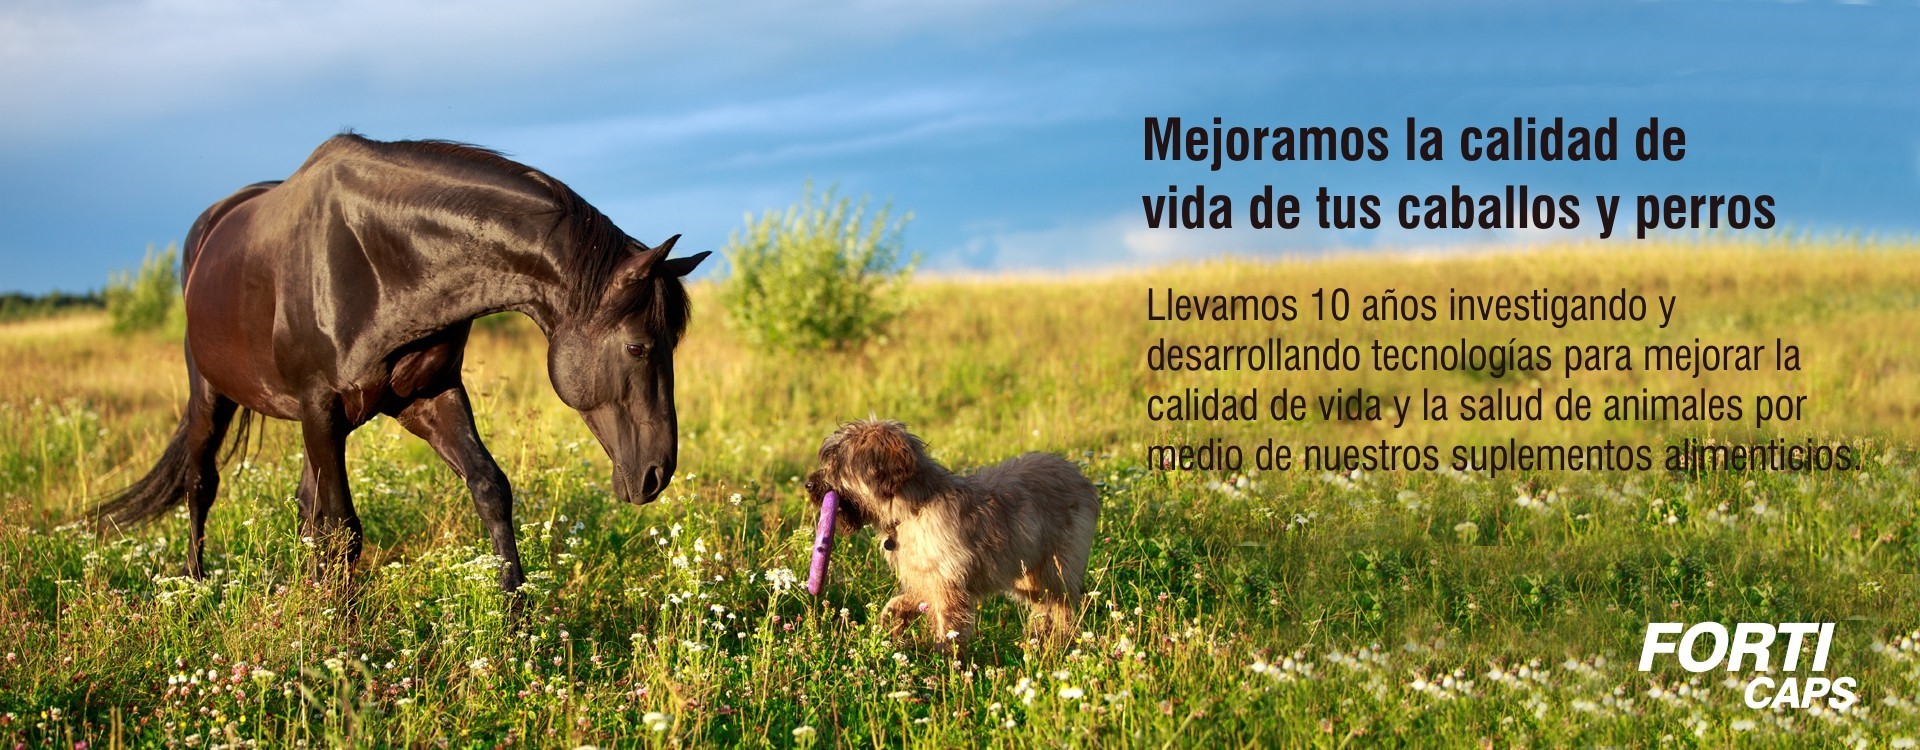 Mejoramos la calidad de
vida de tus caballos y perros
Llevamos 10 años investigando y
desarrollando tecnologías para mejorar la
calidad de vida y la salud de animales por
medio de nuestros suplementos alimenticios.
FORTI
CAPS